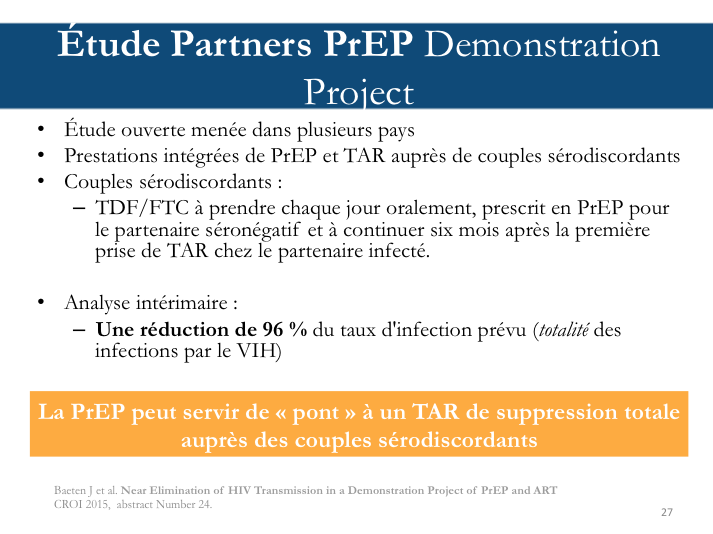 Étude Partners PrEP Demonstration
Project
• Étude ouverte menée dans plusieurs pays
• Prestations intégrées de PrEP et TAR auprès de couples sérodiscordants
• Couples sérodiscordants :
– TDF/FTC à prendre chaque jour oralement, prescrit en PrEP pour
le partenaire séronégatif et à continuer six mois après la première
prise de TAR chez le partenaire infecté.
• Analyse intérimaire :
– Une réduction de 96 % du taux d'infection prévu (totalité des
infections par le VIH)
La PrEP peut servir de « pont » à un TAR de suppression totale
auprès des couples sérodiscordants
Baeten J et al. Near Elimination of HIV Transmission in a Demonstration Project of PrEP and ART
CROI 2015, abstract Number 24.
27